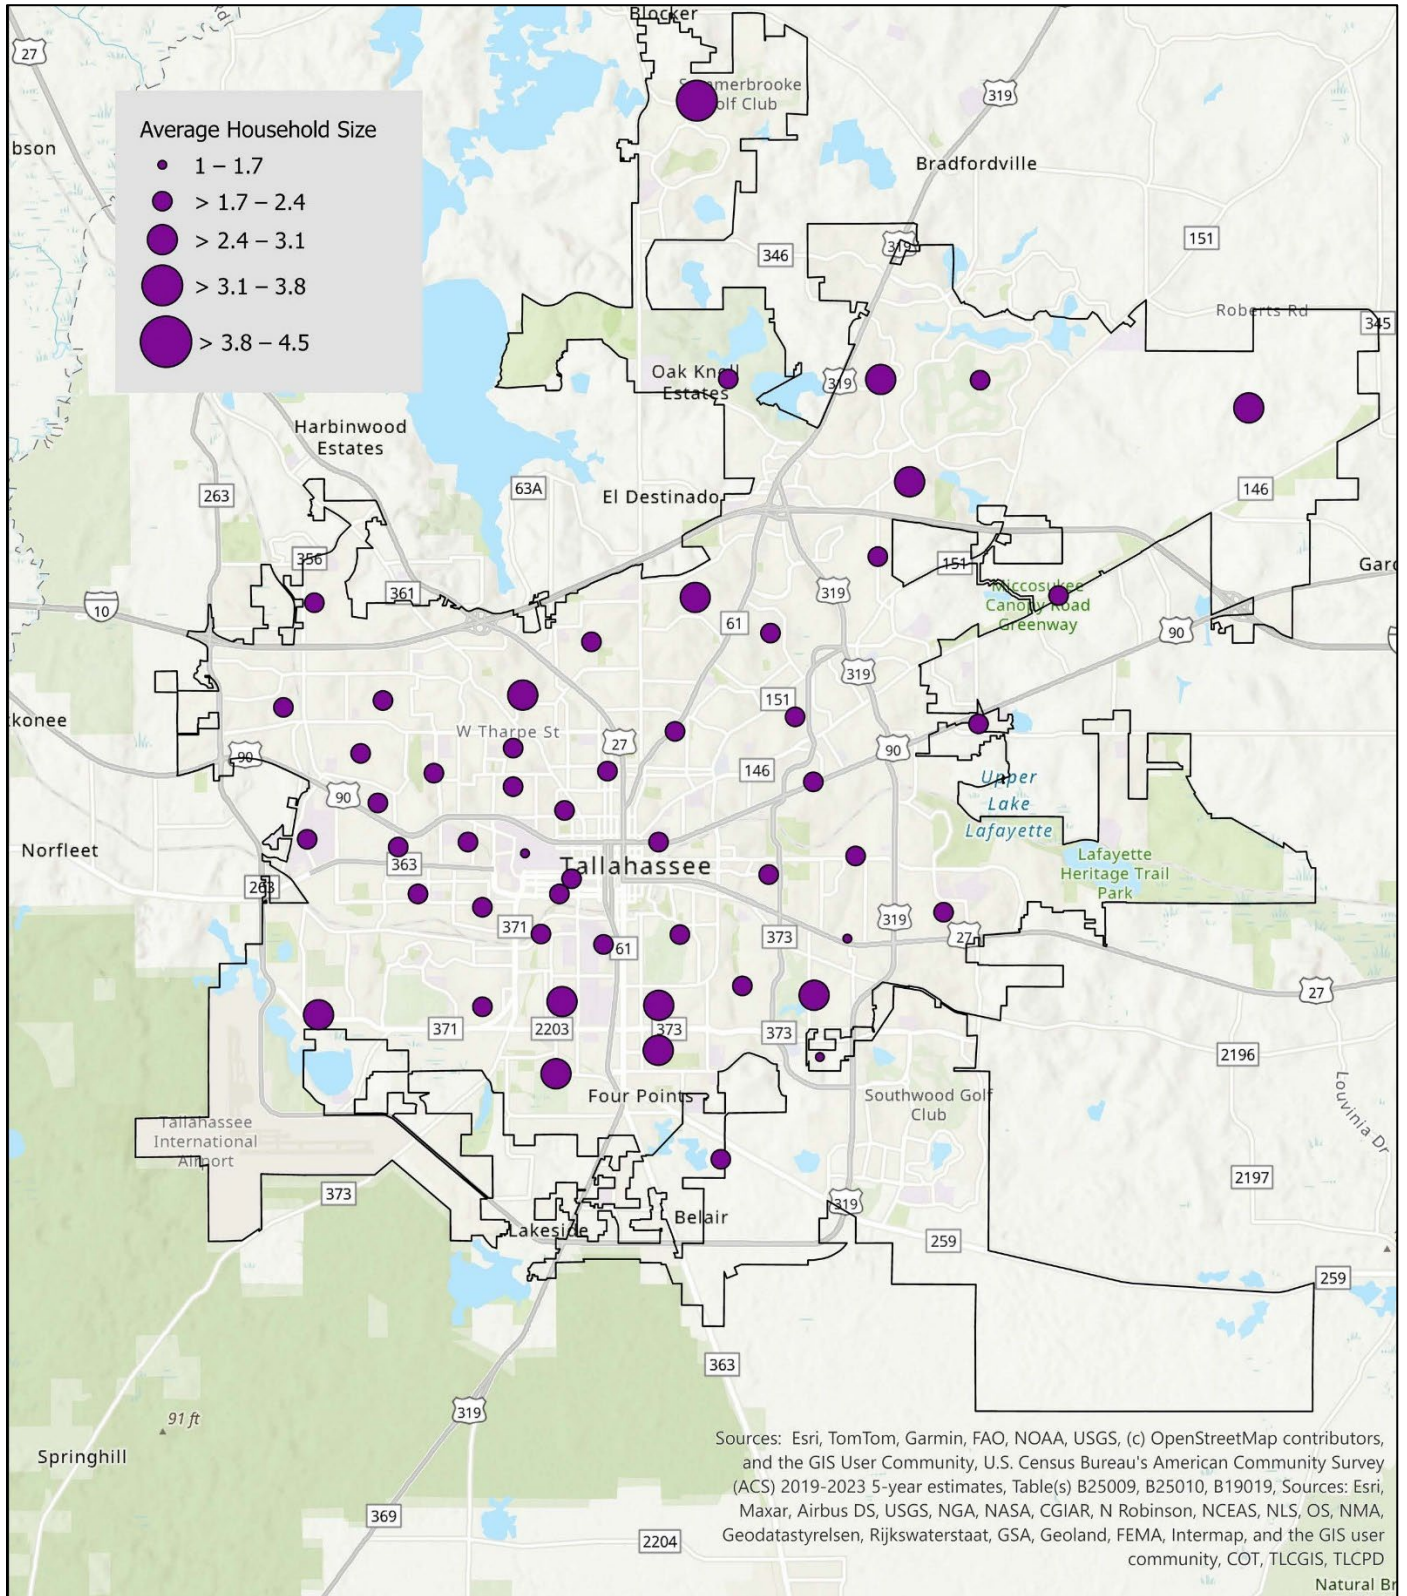 Blocker
27
Summerbrooke
Golf Club
319
Average Household Size
1 – 1.7
> 1.7 – 2.4
> 2.4 – 3.1
> 3.1 – 3.8
> 3.8 – 4.5
bson
Bradfordville
151
346
319
Roberts Rd
345
Oak Knoll
Estates
319
Harbinwood
Estates
263
63A
El Destinado
146
356
151
Gard
10
361
319
Miccosukee
Canopy Road
Greenway
61
90
319
151
ckonee
W Tharpe St
27
90
90
146
90
Upper
Lake
Lafayette
Norfleet
363
Tallahassee
Lafayette
Heritage Trail
Park
263
371
61
373
319
27
27
371
2203
373
373
2196
Four Points
Southwood Golf
Club
Louvinia Dr
Tallahassee
International
Airport
373
2197
Lakeside
Belair
319
259
259
363
91 ft
319
Springhill
369
2204
Sources: Esri, TomTom, Garmin, FAO, NOAA, USGS, (c) OpenStreetMap contributors,
and the GIS User Community, U.S. Census Bureau's American Community Survey
(ACS) 2019-2023 5-year estimates, Table(s) B25009, B25010, B19019, Sources: Esri,
Maxar, Airbus DS, USGS, NGA, NASA, CGIAR, N Robinson, NCEAS, NLS, OS, NMA,
Geodatastyrelsen, Rijkswaterstaat, GSA, Geoland, FEMA, Intermap, and the GIS user
community, COT, TLCGIS, TLCPD
Natural Br